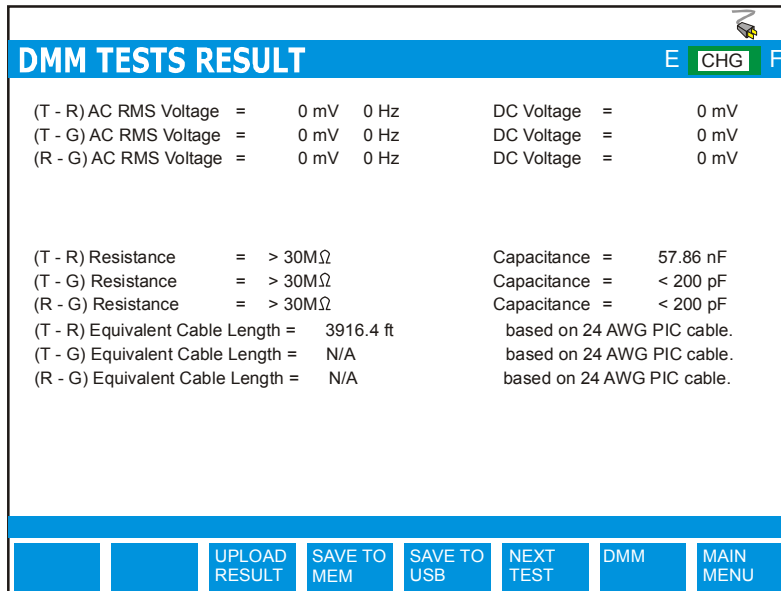 DMM TESTS RESULT E CHG F
(T - R) AC RMS Voltage = 0 mV 0 Hz DC Voltage = 0 mV
(T - G) AC RMS Voltage = 0 mV 0 Hz DC Voltage = 0 mV
(R - G) AC RMS Voltage = 0 mV 0 Hz DC Voltage = 0 mV
(T - R) Resistance = > 30MΩ Capacitance = 57.86 nF
(T - G) Resistance = > 30MΩ Capacitance = < 200 pF
(R - G) Resistance = > 30MΩ Capacitance = < 200 pF
(T - R) Equivalent Cable Length = 3916.4 ft based on 24 AWG PIC cable.
(T - G) Equivalent Cable Length = N/A based on 24 AWG PIC cable.
(R - G) Equivalent Cable Length = N/A based on 24 AWG PIC cable.
UPLOAD RESULT
SAVE TO MEM
SAVE TO USB
NEXT TEST
DMM
MAIN MENU